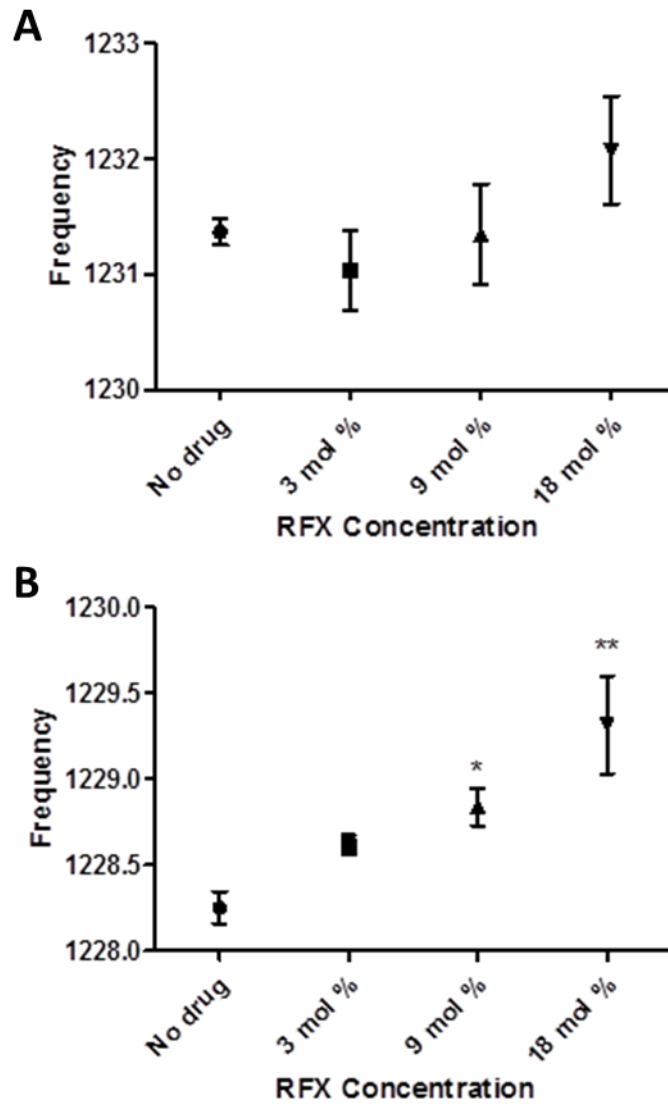 A
1233
1232
1231
1230
Frequency
No drug
3 mol %
9 mol %
18 mol %
RFX Concentration
B
1230.0
1229.5
1229.0
1228.5
1228.0
Frequency
*
**
No drug
3 mol %
9 mol %
18 mol %
RFX Concentration